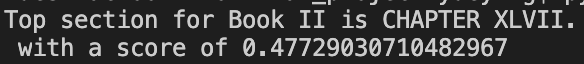 Top section for Book II is CHAPTER XLVII.
with a score of 0.47729030710482967